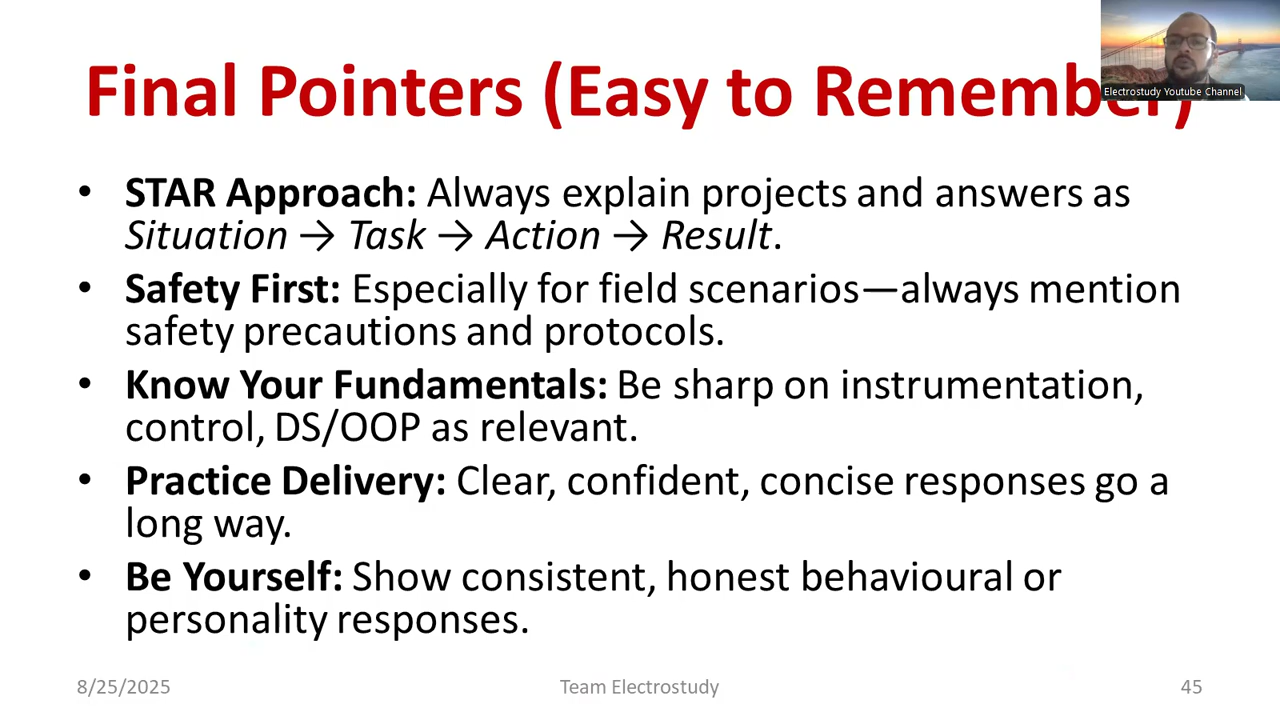 Final Pointers (Easy to Remember)
Electrostudy Youtube Channel
• STAR Approach: Always explain projects and answers as
Situation → Task → Action → Result.
• Safety First: Especially for field scenarios—always mention
safety precautions and protocols.
• Know Your Fundamentals: Be sharp on instrumentation,
control, DS/OOP as relevant.
• Practice Delivery: Clear, confident, concise responses go a
long way.
• Be Yourself: Show consistent, honest behavioural or
personality responses.
8/25/2025
Team Electrostudy
45